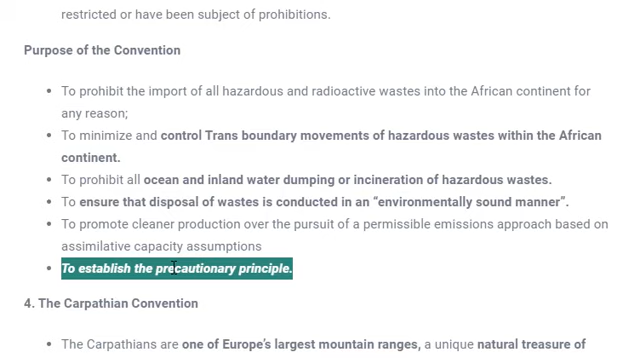 restricted or have been subject of prohibitions.
Purpose of the Convention
• To prohibit the import of all hazardous and radioactive wastes into the African continent for
any reason;
• To minimize and control Trans boundary movements of hazardous wastes within the African
continent.
• To prohibit all ocean and inland water dumping or incineration of hazardous wastes.
• To ensure that disposal of wastes is conducted in an “environmentally sound manner”.
• To promote cleaner production over the pursuit of a permissible emissions approach based on
assimilative capacity assumptions
• To establish the precautionary principle.
4. The Carpathian Convention
• The Carpathians are one of Europe’s largest mountain ranges, a unique natural treasure of